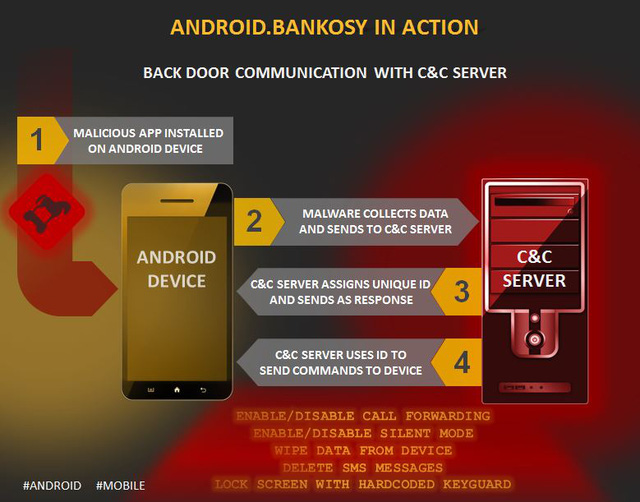 ANDROID.BANKOSY IN ACTION
BACK DOOR COMMUNICATION WITH C&C SERVER
1
MALICIOUS APP INSTALLED
ON ANDROID DEVICE
ANDROID
DEVICE
2
MALWARE COLLECTS DATA
AND SENDS TO C&C SERVER
C&C
SERVER
C&C SERVER ASSIGNS UNIQUE ID
AND SENDS AS RESPONSE
3
C&C SERVER USES ID TO
SEND COMMANDS TO DEVICE
4
ENABLE/DISABLE CALL FORWARDING
ENABLE/DISABLE SILENT MODE
WIPE DATA FROM DEVICE
DELETE SMS MESSAGES
LOCK SCREEN WITH HARDCODED KEYGUARD
#ANDROID #MOBILE